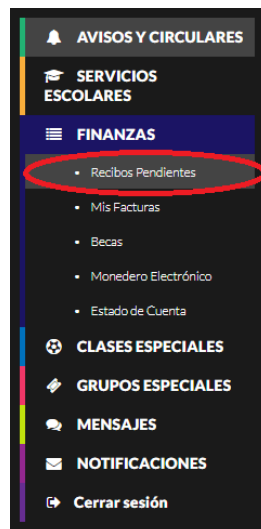 AVISOS Y CIRCULARES
SERVICIOS
ESCOLARES
FINANZAS
Recibos Pendientes
Mis Facturas
Becas
Monedero Electrónico
Estado de Cuenta
CLASES ESPECIALES
GRUPOS ESPECIALES
MENSAJES
NOTIFICACIONES
Cerrar sesión